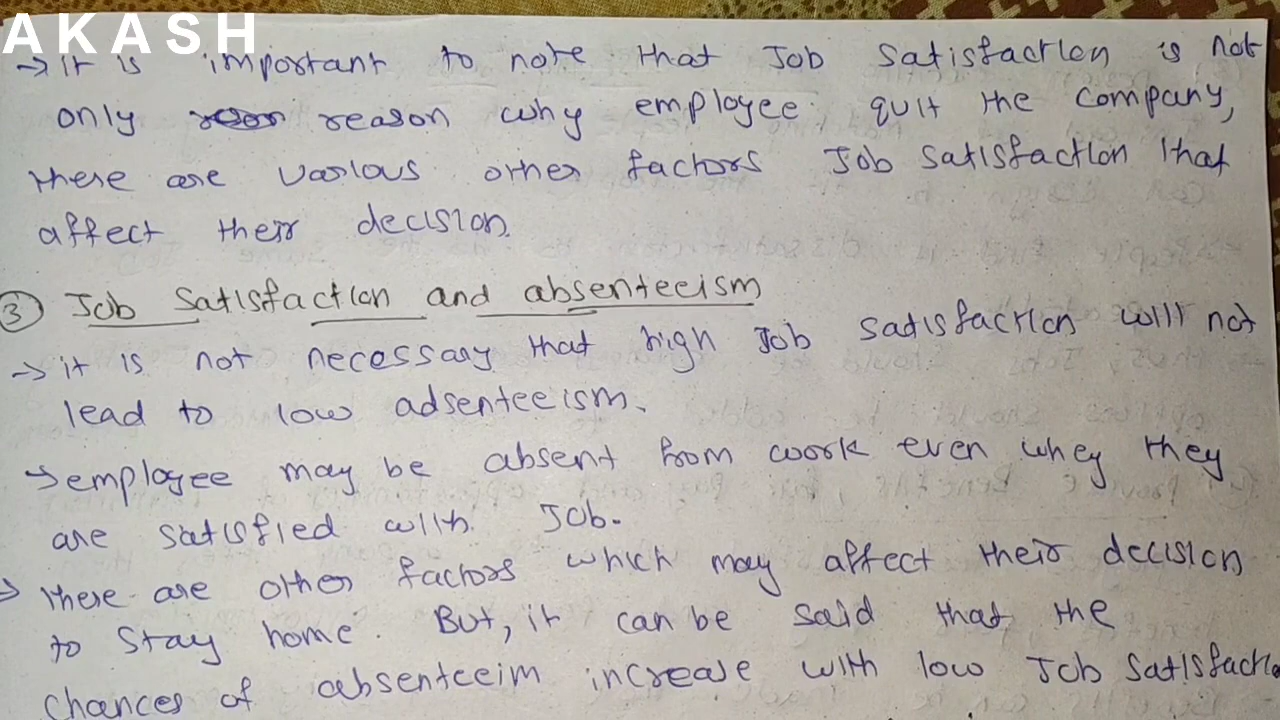 AKASH
→ it is important to note that Job satisfaction is not
only reason why employee quit the company,
there are various other factors Job satisfaction that
affect their decision.
③ Job satisfaction and absenteeism
→ it is not necessary that high Job satisfaction will not
lead to low adsenteeism.
→ employee may be absent from work even whey they
are satisfied with Job.
→ there are other factors which may affect their decision
to stay home. But, it can be said that the
chances of absenteeim increase with low Job satisfactio